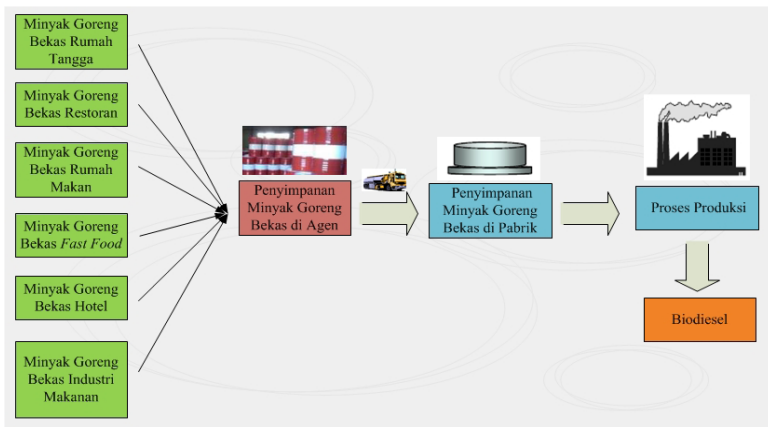 Minyak Goreng
Bekas Rumah
Tangga
Minyak Goreng
Bekas Restoran
Minyak Goreng
Bekas Rumah
Makan
Minyak Goreng
Bekas Fast Food
Minyak Goreng
Bekas Hotel
Minyak Goreng
Bekas Industri
Makanan
Penyimpanan
Minyak Goreng
Bekas di Agen
Penyimpanan
Minyak Goreng
Bekas di Pabrik
Proses Produksi
Biodiesel